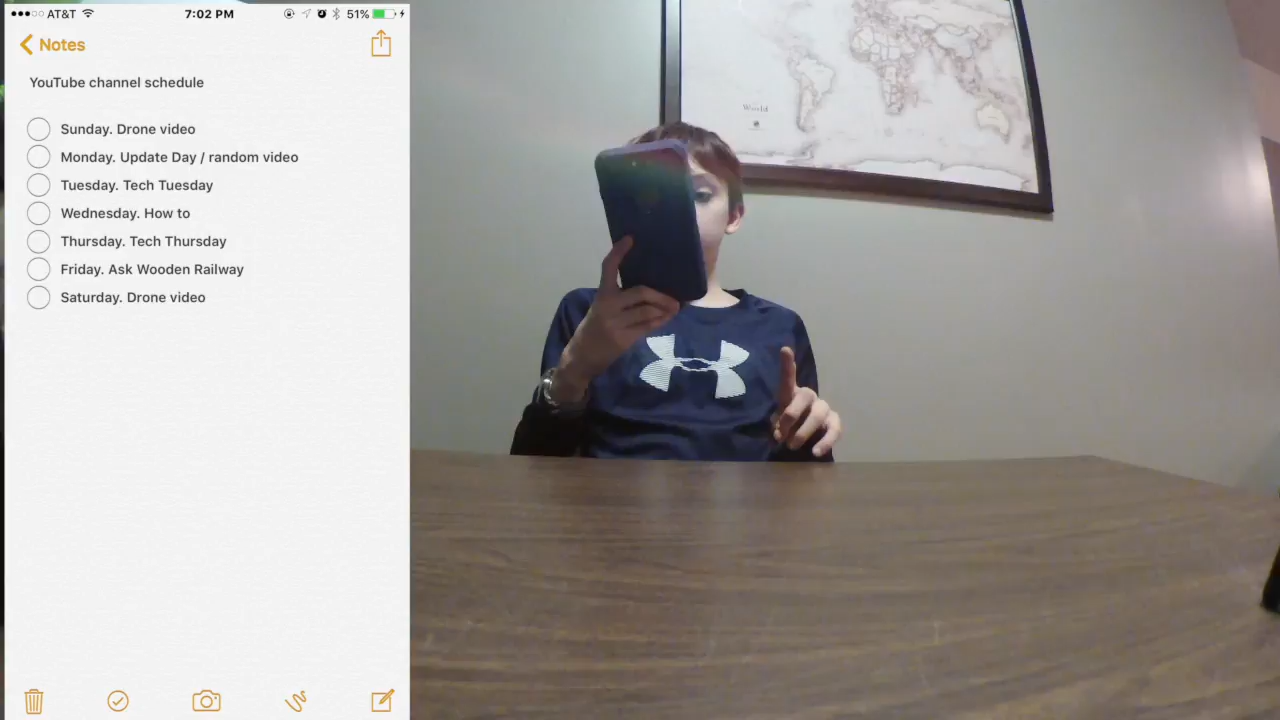 AT&T 7:02 PM 51%
Notes
YouTube channel schedule
Sunday. Drone video
Monday. Update Day / random video
Tuesday. Tech Tuesday
Wednesday. How to
Thursday. Tech Thursday
Friday. Ask Wooden Railway
Saturday. Drone video
World